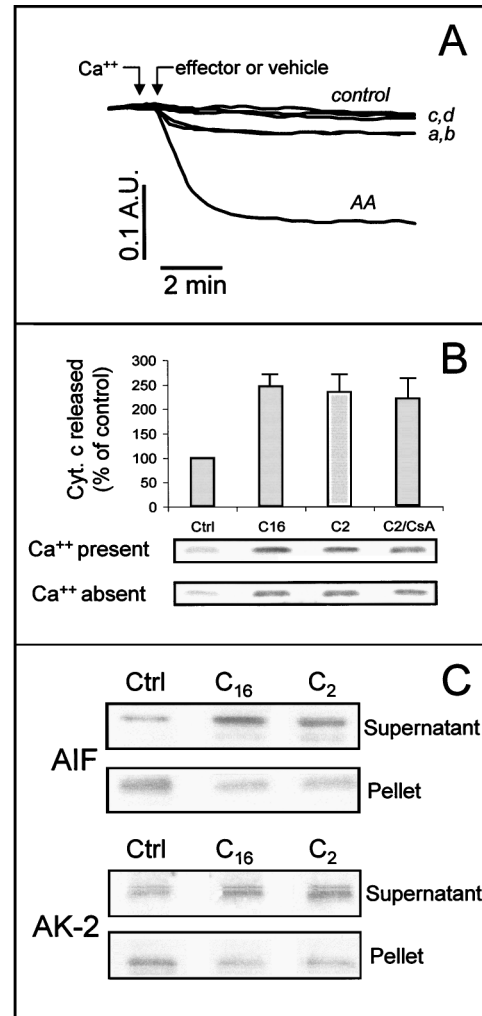 A
Ca++ effector or vehicle
control
c,d
a,b
AA
0.1 A.U.
2 min
B
Cyt. c released
(% of control)
300
250
200
150
100
50
0
Ctrl C16 C2 C2/CsA
Ca++ present
Ca++ absent
C
Ctrl C16 C2
AIF
Supernatant
Pellet
Ctrl C16 C2
AK-2
Supernatant
Pellet